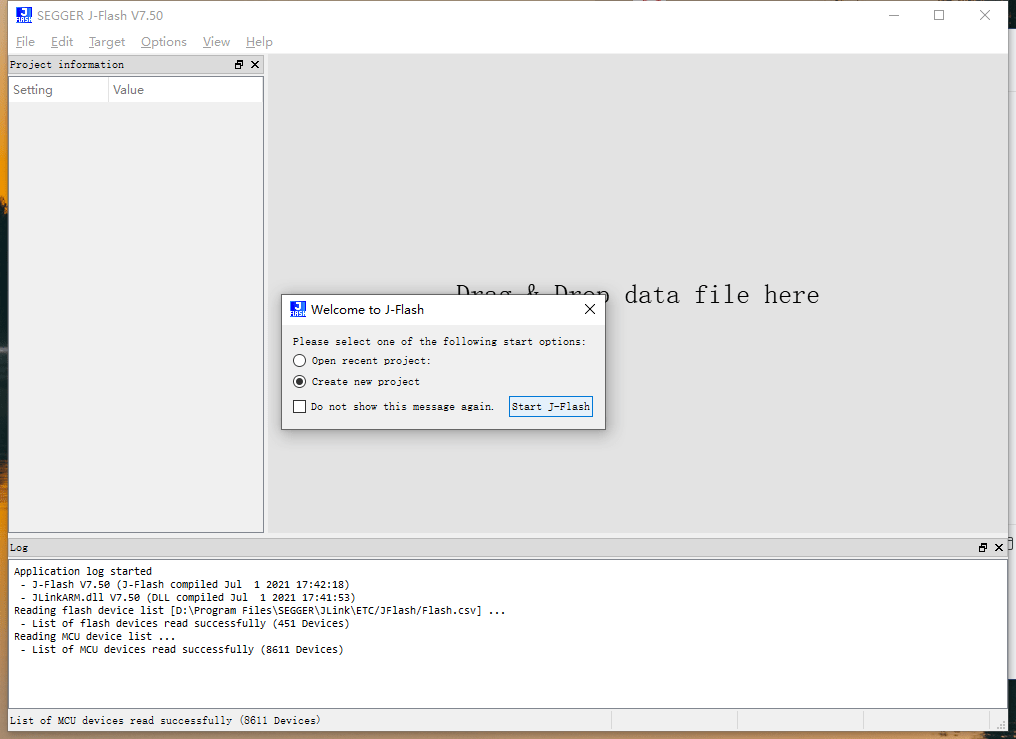 SEGGER J-Flash V7.50
File Edit Target Options View Help
Project information
Setting Value
Drag & Drop data file here
Welcome to J-Flash
Please select one of the following start options:
Open recent project:
Create new project
Do not show this message again. Start J-Flash
Log
Application log started
- J-Flash V7.50 (J-Flash compiled Jul  1 2021 17:42:18)
- JLinkARM.dll V7.50 (DLL compiled Jul  1 2021 17:41:53)
Reading flash device list [D:\Program Files\SEGGER\JLink\ETC/JFlash/Flash.csv] ...
- List of flash devices read successfully (451 Devices)
Reading MCU device list ...
- List of MCU devices read successfully (8611 Devices)
List of MCU devices read successfully (8611 Devices)